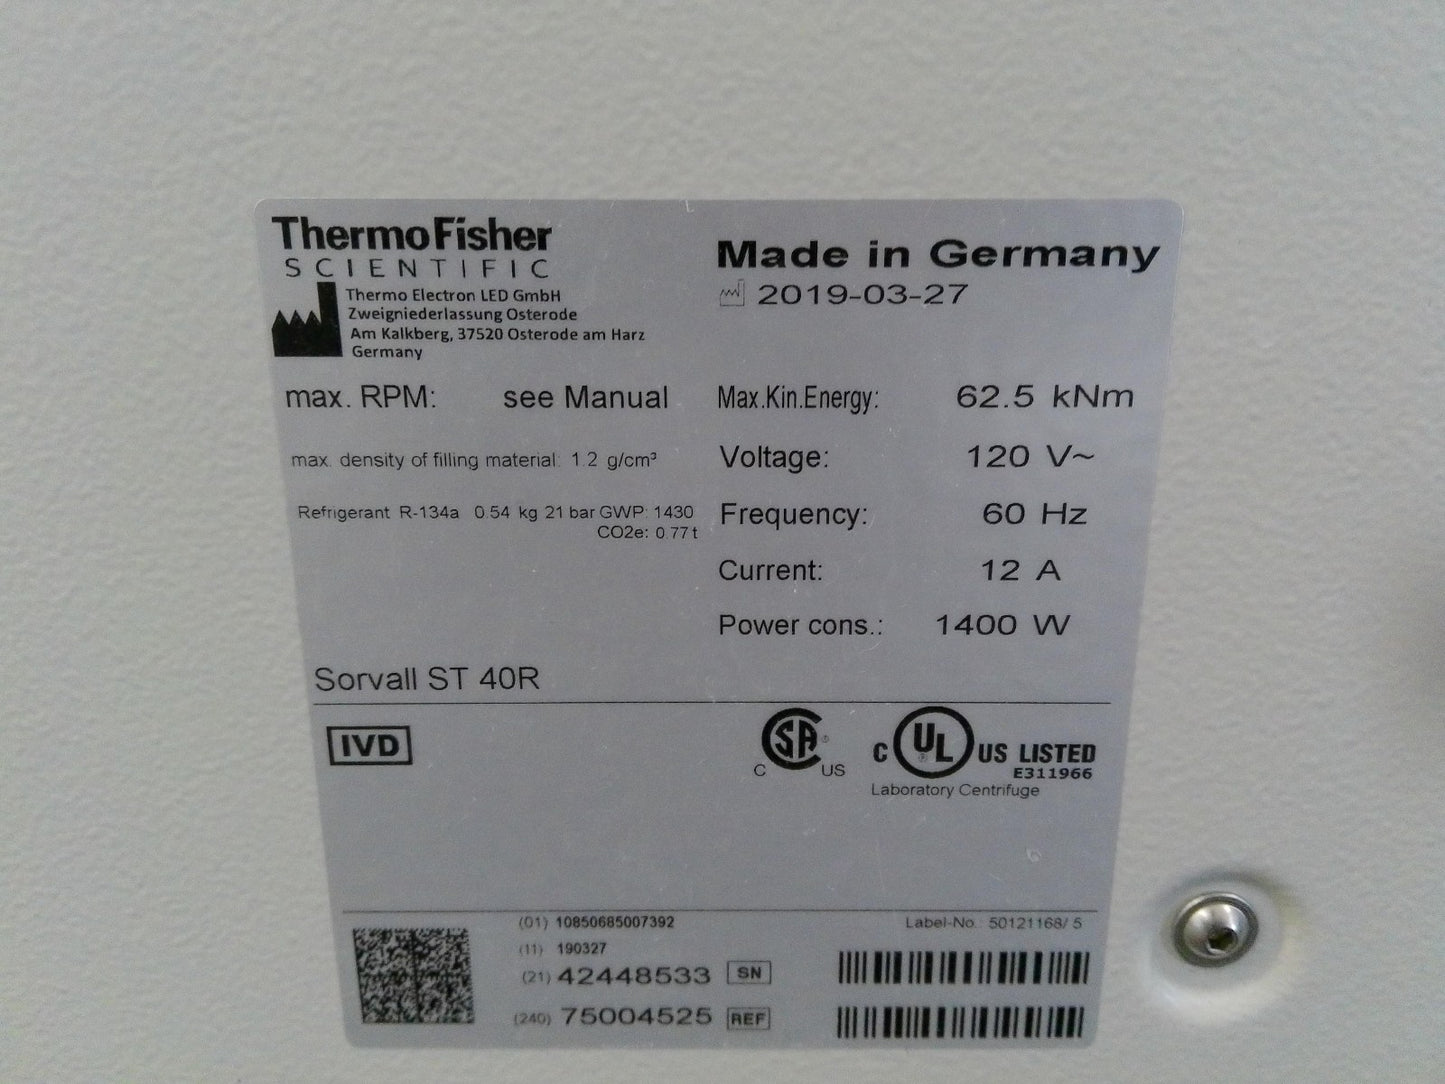 ThermoFisher
SCIENTIFIC
Thermo Electron LED GmbH
Zweigniederlassung Osterode
Am Kalkberg, 37520 Osterode am Harz
Germany
Made in Germany
2019-03-27
max. RPM: see Manual
max. density of filling material: 1.2 g/cm³
Refrigerant R-134a 0.54 kg 21 bar GWP: 1430
CO2e: 0.77 t
Max.Kin.Energy: 62.5 kNm
Voltage: 120 V~
Frequency: 60 Hz
Current: 12 A
Power cons.: 1400 W
Sorvall ST 40R
IVD
SA ®
C US
C UL ® US LISTED
E311966
Laboratory Centrifuge
(01) 10850685007392
(11) 190327
(21) 42448533 SN
(240) 75004525 REF
Label-No.: 50121168/ 5